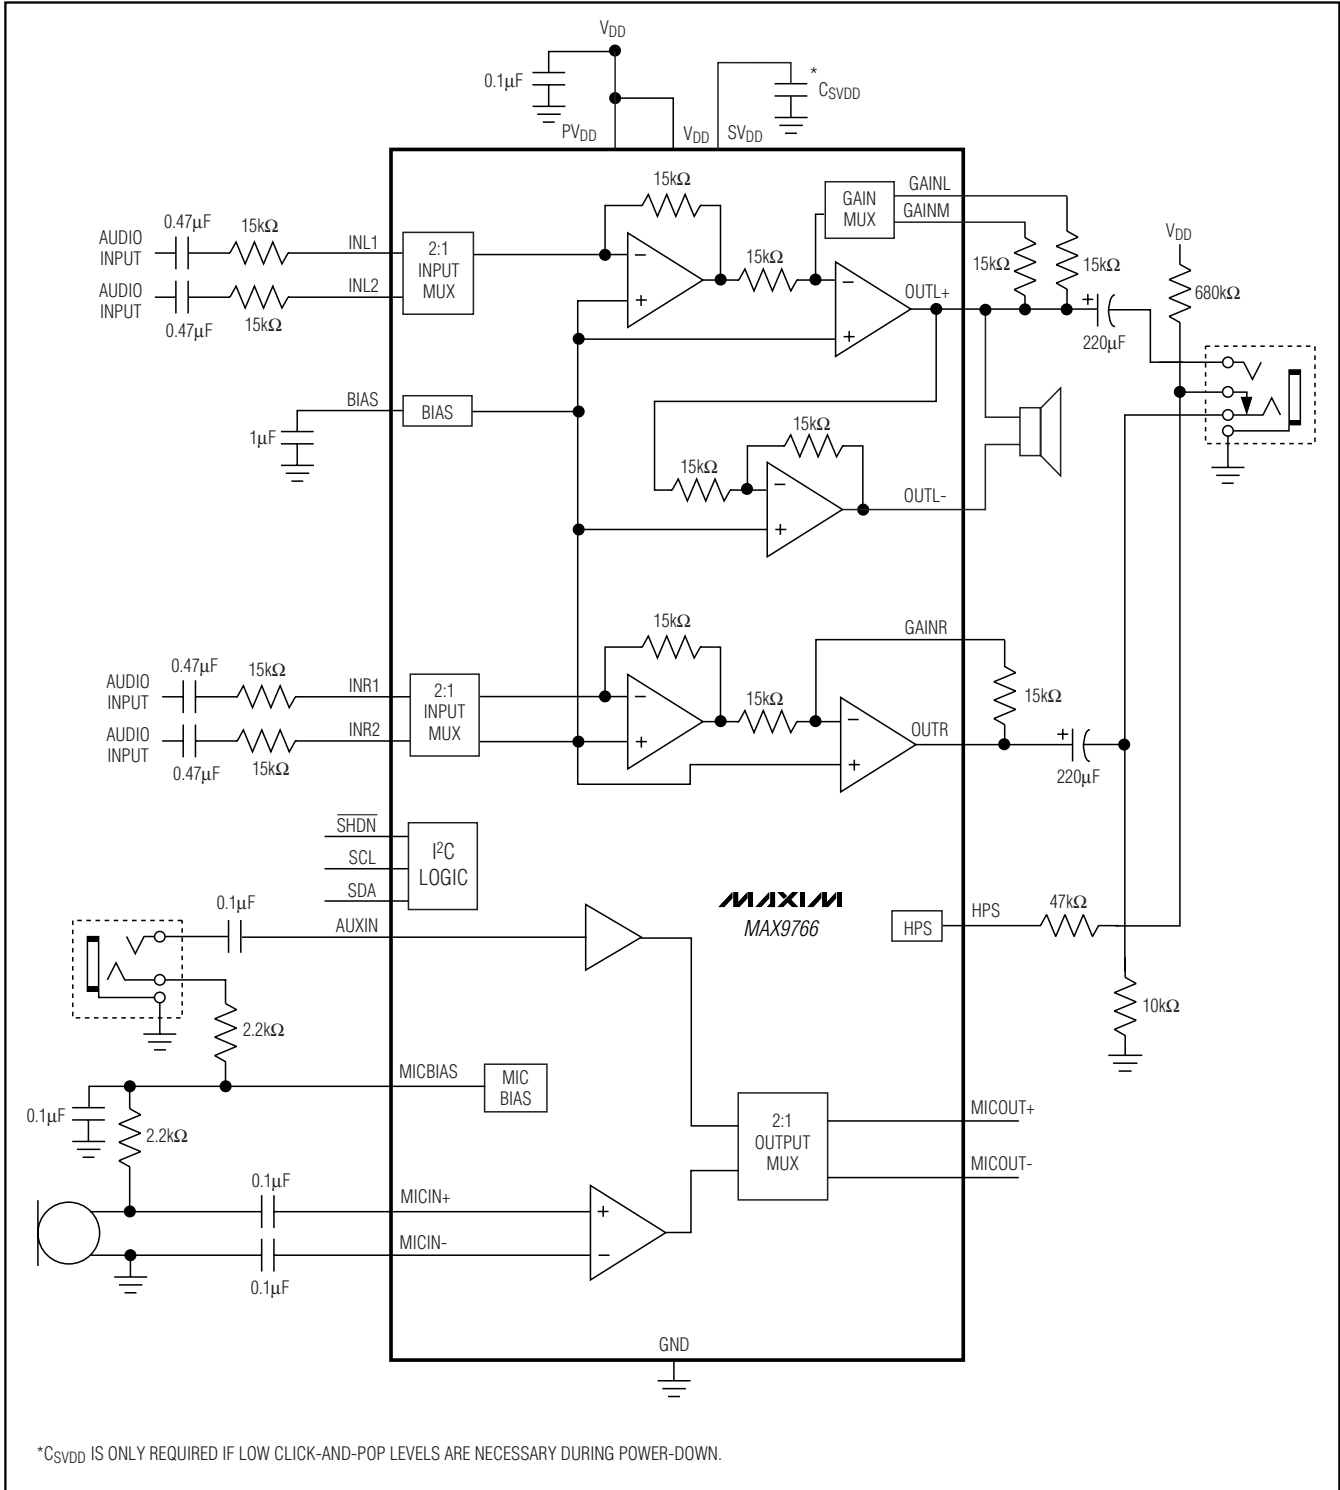 VDD
0.1µF
*
CSVDD
PVDD
VDD
SVDD
15kΩ
GAIN
MUX
GAINL
GAINM
0.47µF
15kΩ
AUDIO
INPUT
INL1
2:1
INPUT
MUX
AUDIO
INPUT
INL2
0.47µF
15kΩ
−
+
15kΩ
−
+
OUTL+
15kΩ
15kΩ
+
220µF
VDD
680kΩ
BIAS
BIAS
1µF
15kΩ
15kΩ
−
+
OUTL-
15kΩ
GAINR
0.47µF
15kΩ
AUDIO
INPUT
INR1
2:1
INPUT
MUX
AUDIO
INPUT
INR2
0.47µF
15kΩ
−
+
15kΩ
−
+
OUTR
15kΩ
+
220µF
SHDN
SCL
SDA
I²C
LOGIC
0.1µF
AUXIN
MAXIM
MAX9766
HPS
HPS
47kΩ
10kΩ
2.2kΩ
MICBIAS
MIC
BIAS
0.1µF
2.2kΩ
2:1
OUTPUT
MUX
MICOUT+
MICOUT-
0.1µF
MICIN+
+
MICIN-
−
0.1µF
GND
*CSVDD IS ONLY REQUIRED IF LOW CLICK-AND-POP LEVELS ARE NECESSARY DURING POWER-DOWN.